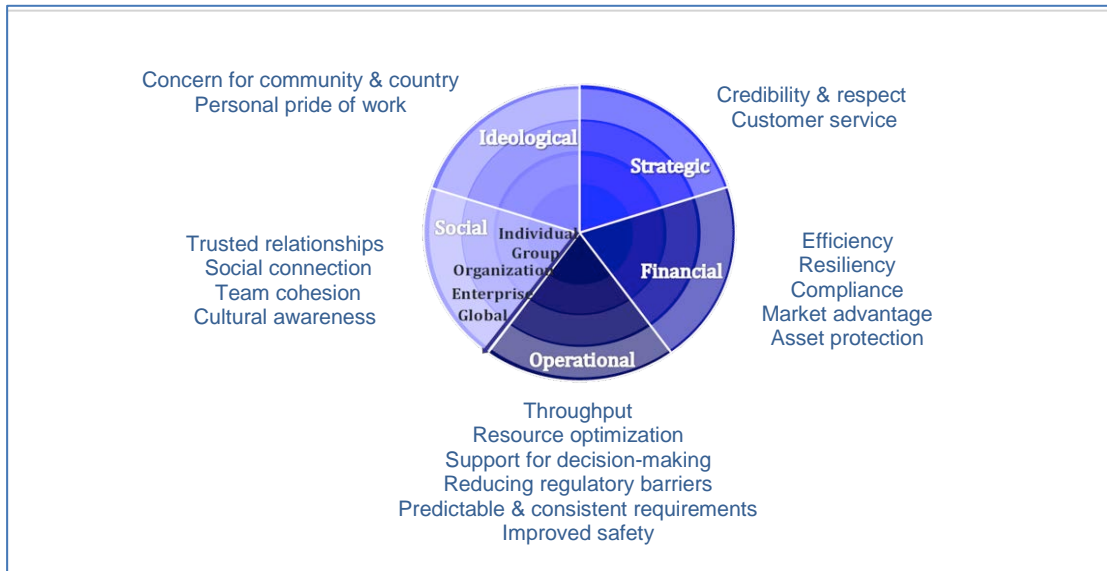 Concern for community & country
Personal pride of work
Credibility & respect
Customer service
Ideological
Strategic
Social
Individual
Group
Organization
Enterprise
Global
Trusted relationships
Social connection
Team cohesion
Cultural awareness
Financial
Efficiency
Resiliency
Compliance
Market advantage
Asset protection
Operational
Throughput
Resource optimization
Support for decision-making
Reducing regulatory barriers
Predictable & consistent requirements
Improved safety